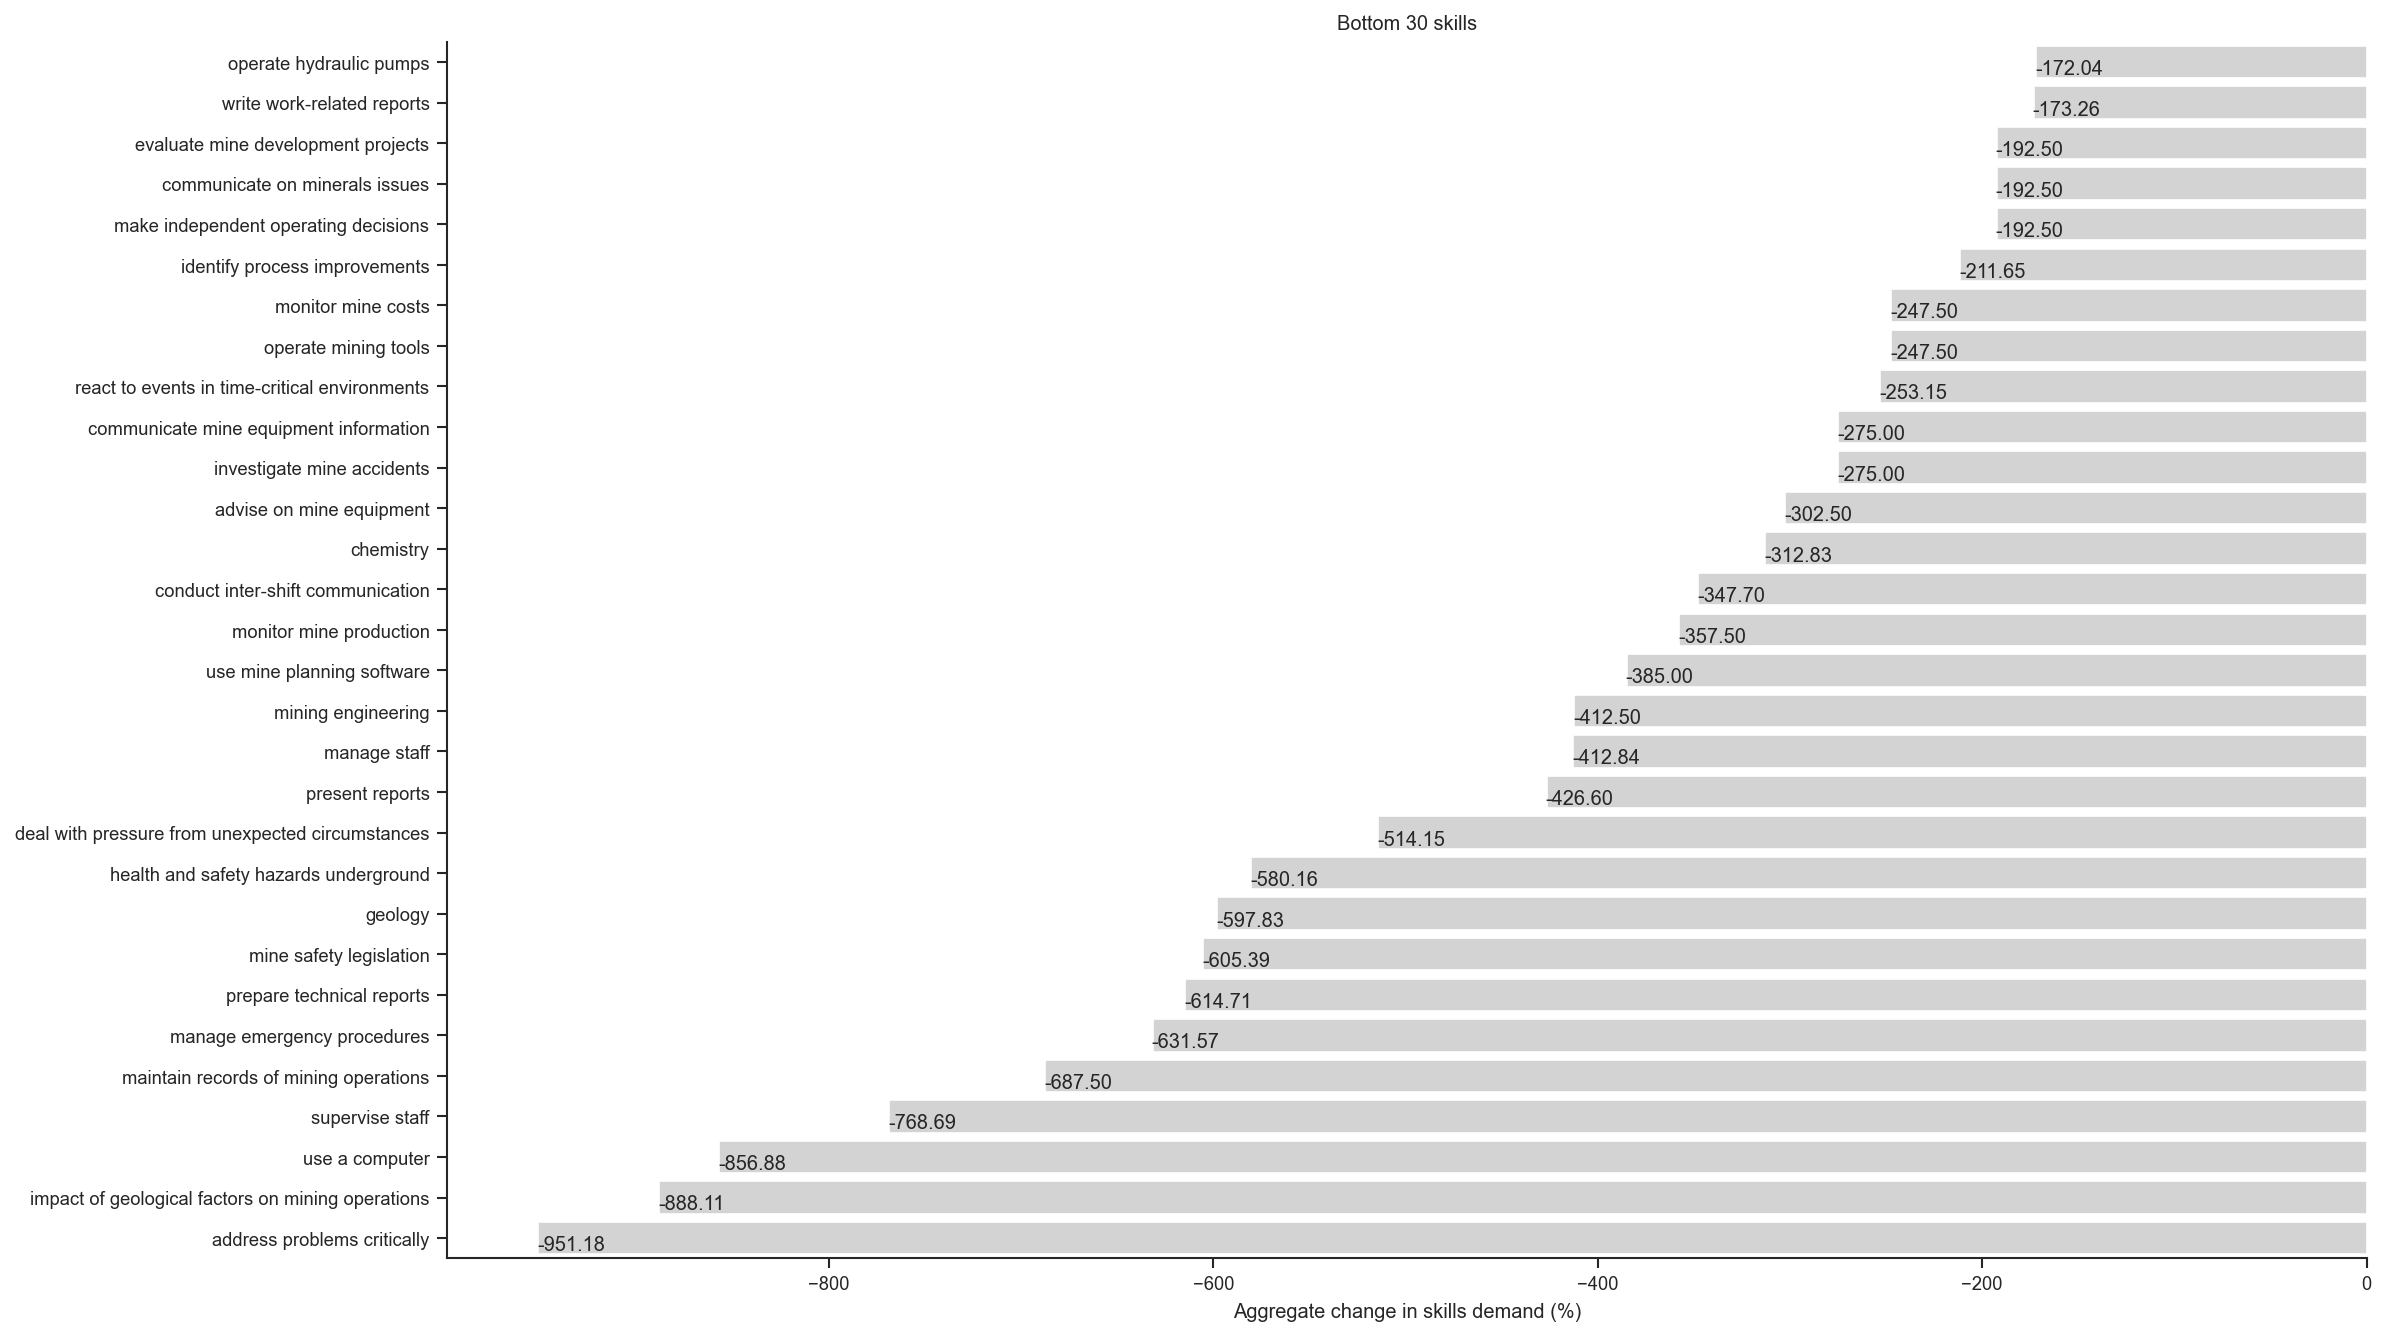 Bottom 30 skills
operate hydraulic pumps -172.04
write work-related reports -173.26
evaluate mine development projects -192.50
communicate on minerals issues -192.50
make independent operating decisions -192.50
identify process improvements -211.65
monitor mine costs -247.50
operate mining tools -247.50
react to events in time-critical environments -253.15
communicate mine equipment information -275.00
investigate mine accidents -275.00
advise on mine equipment -302.50
chemistry -312.83
conduct inter-shift communication -347.70
monitor mine production -357.50
use mine planning software -385.00
mining engineering -412.50
manage staff -412.84
present reports -426.60
deal with pressure from unexpected circumstances -514.15
health and safety hazards underground -580.16
geology -597.83
mine safety legislation -605.39
prepare technical reports -614.71
manage emergency procedures -631.57
maintain records of mining operations -687.50
supervise staff -768.69
use a computer -856.88
impact of geological factors on mining operations -888.11
address problems critically -951.18
−800 −600 −400 −200 0
Aggregate change in skills demand (%)